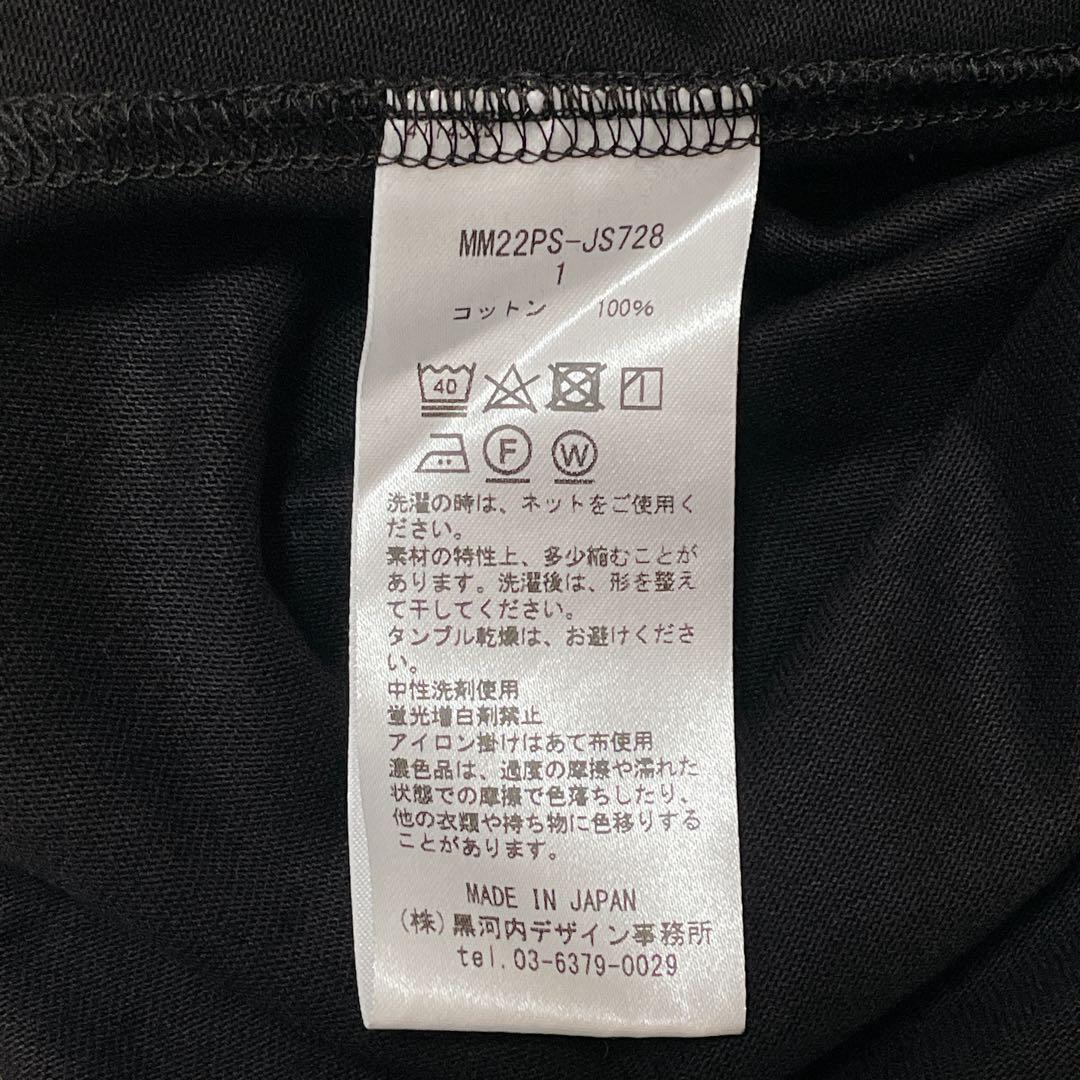 MM22PS-JS728
1
コットン 100%
40
F W
洗濯の時は、ネットをご使用く
ださい。
素材の特性上、多少縮むことが
あります。洗濯後は、形を整え
て干してください。
タンブル乾燥は、お避けくださ
い。
中性洗剤使用
蛍光増白剤禁止
アイロン掛けはあて布使用
濃色品は、過度の摩擦や濡れた
状態での摩擦で色落ちしたり、
他の衣類や持ち物に色移りする
ことがあります。
MADE IN JAPAN
(株)黒河内デザイン事務所
tel.03-6379-0029